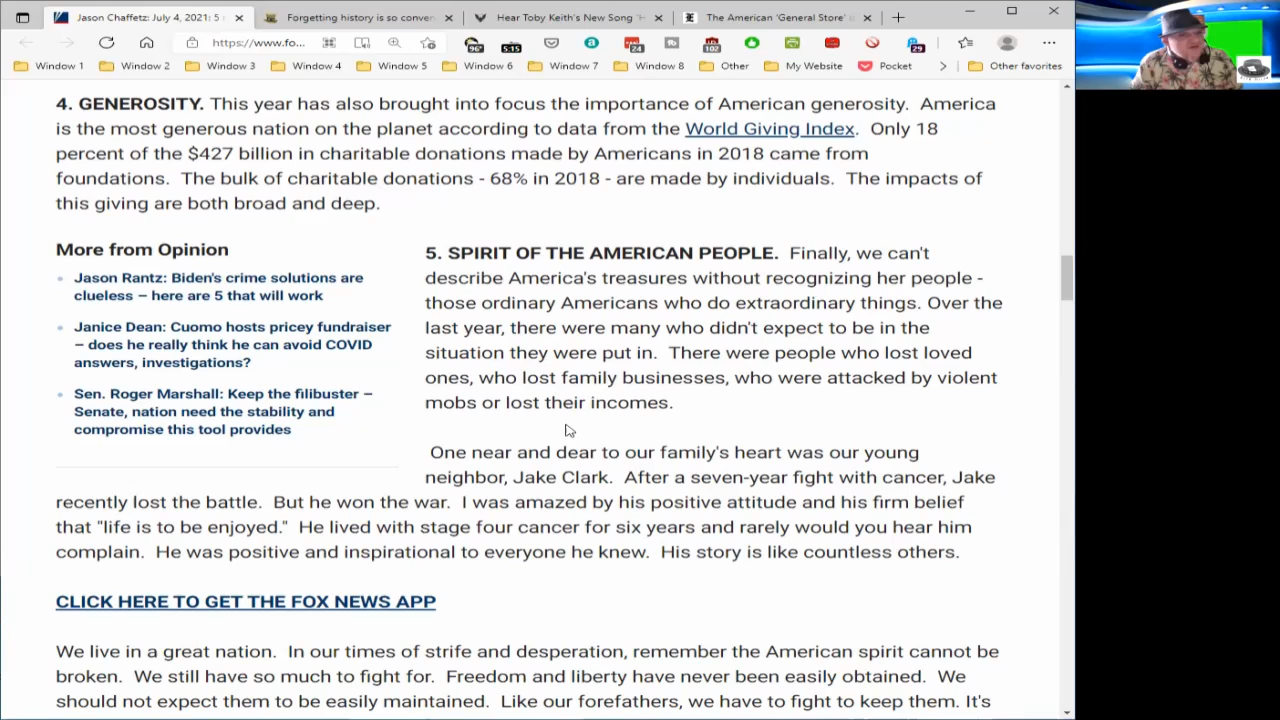 Jason Chaffetz: July 4, 2021: 5
Forgetting history is so conven
Hear Toby Keith's New Song 'H
The American 'General Store'
https://www.fo...
96°
5:15
24
102
29
Window 1
Window 2
Window 3
Window 4
Window 5
Window 6
Window 7
Window 8
Other
My Website
Pocket
Other favorites
4. GENEROSITY. This year has also brought into focus the importance of American generosity. America
is the most generous nation on the planet according to data from the World Giving Index. Only 18
percent of the $427 billion in charitable donations made by Americans in 2018 came from
foundations. The bulk of charitable donations - 68% in 2018 - are made by individuals. The impacts of
this giving are both broad and deep.
More from Opinion
Jason Rantz: Biden's crime solutions are
clueless – here are 5 that will work
Janice Dean: Cuomo hosts pricey fundraiser
– does he really think he can avoid COVID
answers, investigations?
Sen. Roger Marshall: Keep the filibuster –
Senate, nation need the stability and
compromise this tool provides
5. SPIRIT OF THE AMERICAN PEOPLE. Finally, we can't
describe America's treasures without recognizing her people -
those ordinary Americans who do extraordinary things. Over the
last year, there were many who didn't expect to be in the
situation they were put in. There were people who lost loved
ones, who lost family businesses, who were attacked by violent
mobs or lost their incomes.
One near and dear to our family's heart was our young
neighbor, Jake Clark. After a seven-year fight with cancer, Jake
recently lost the battle. But he won the war. I was amazed by his positive attitude and his firm belief
that "life is to be enjoyed." He lived with stage four cancer for six years and rarely would you hear him
complain. He was positive and inspirational to everyone he knew. His story is like countless others.
CLICK HERE TO GET THE FOX NEWS APP
We live in a great nation. In our times of strife and desperation, remember the American spirit cannot be
broken. We still have so much to fight for. Freedom and liberty have never been easily obtained. We
should not expect them to be easily maintained. Like our forefathers, we have to fight to keep them. It's